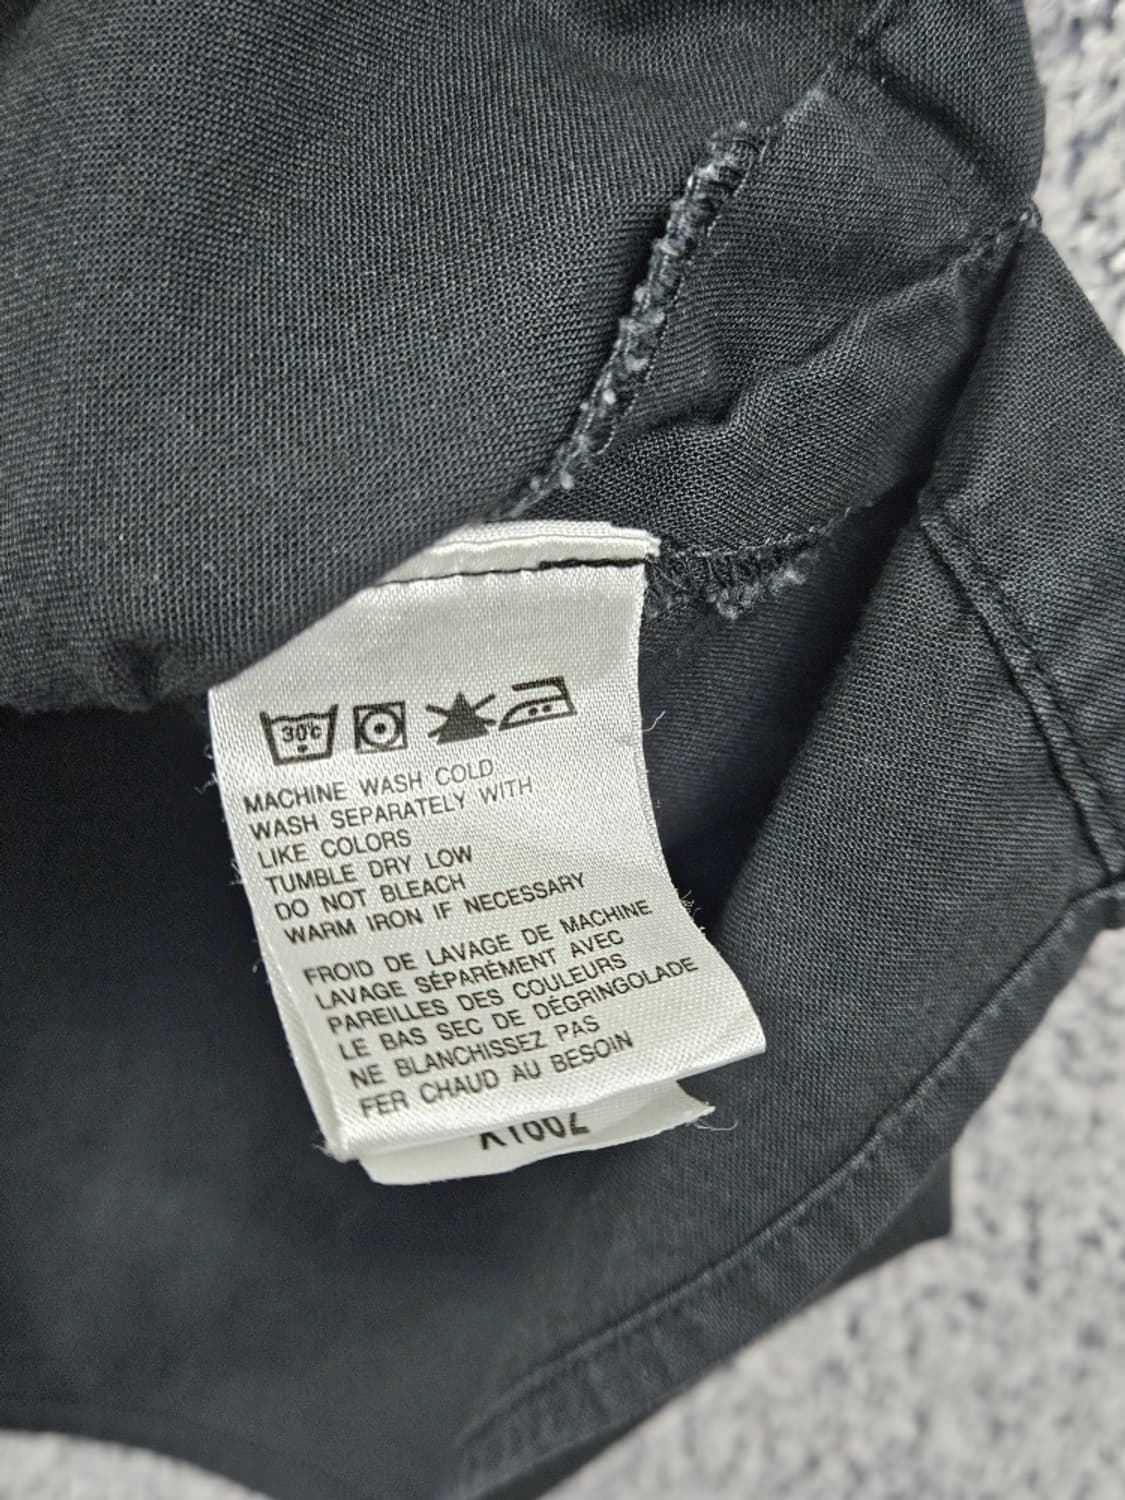 30°c
MACHINE WASH COLD
WASH SEPARATELY WITH
LIKE COLORS
TUMBLE DRY LOW
DO NOT BLEACH
WARM IRON IF NECESSARY
FROID DE LAVAGE DE MACHINE
LAVAGE SÉPARÉMENT AVEC
PAREILLES DES COULEURS
LE BAS SEC DE DÉGRINGOLADE
NE BLANCHISSEZ PAS
FER CHAUD AU BESOIN